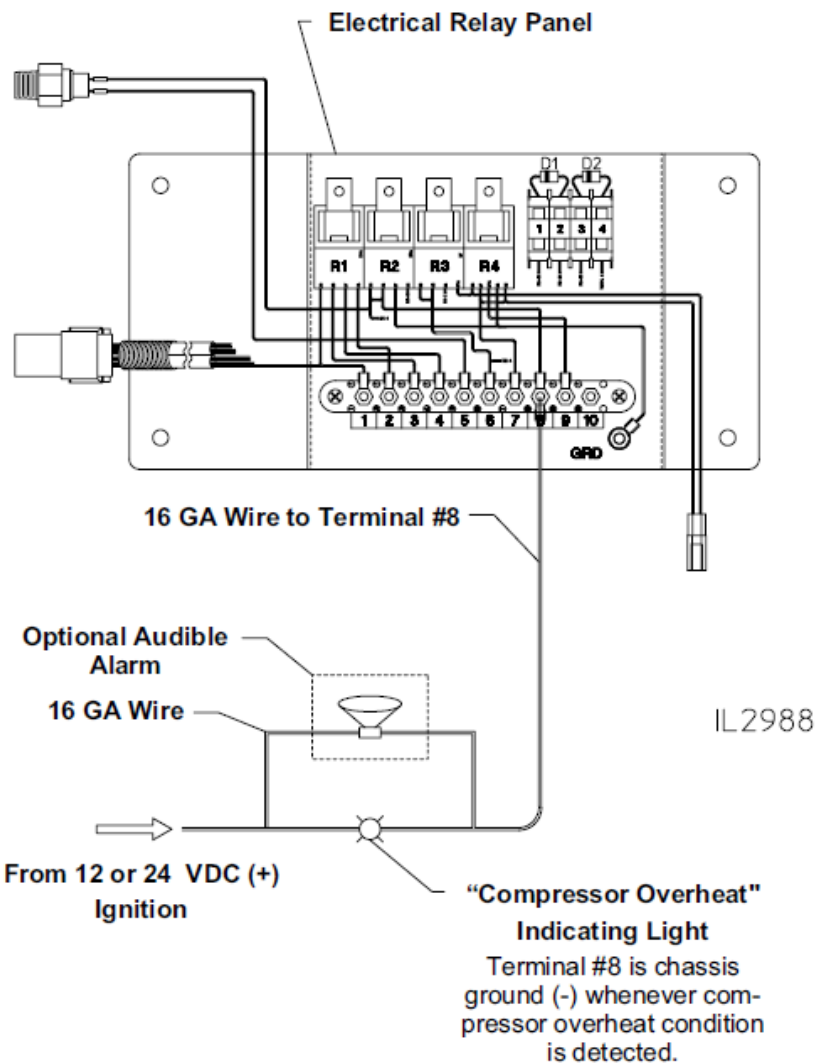 Electrical Relay Panel
D1 D2
1 2 3 4
R1 R2 R3 R4
1 2 3 4 5 6 7 8 9 10
GRD
16 GA Wire to Terminal #8
Optional Audible
Alarm
16 GA Wire
IL2988
From 12 or 24 VDC (+)
Ignition
“Compressor Overheat"
Indicating Light
Terminal #8 is chassis
ground (-) whenever com-
pressor overheat condition
is detected.